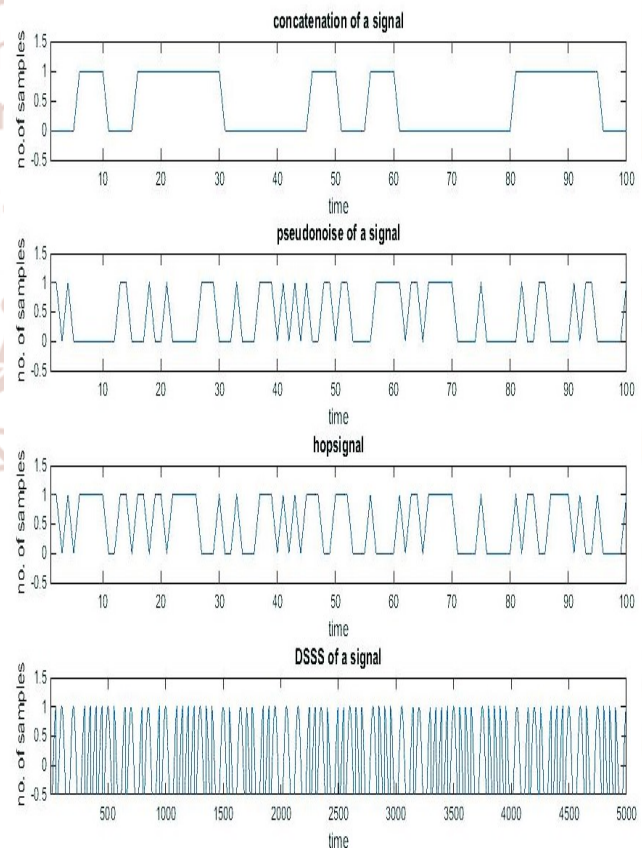 concatenation of a signal
no.of samples
1.5
1
0.5
0
-0.5
10 20 30 40 50 60 70 80 90 100
time
pseudonoise of a signal
no. of samples
1.5
1
0.5
0
-0.5
10 20 30 40 50 60 70 80 90 100
time
hopsignal
no. of samples
1.5
1
0.5
0
-0.5
10 20 30 40 50 60 70 80 90 100
time
DSSS of a signal
no. of samples
1.5
1
0.5
0
-0.5
500 1000 1500 2000 2500 3000 3500 4000 4500 5000
time